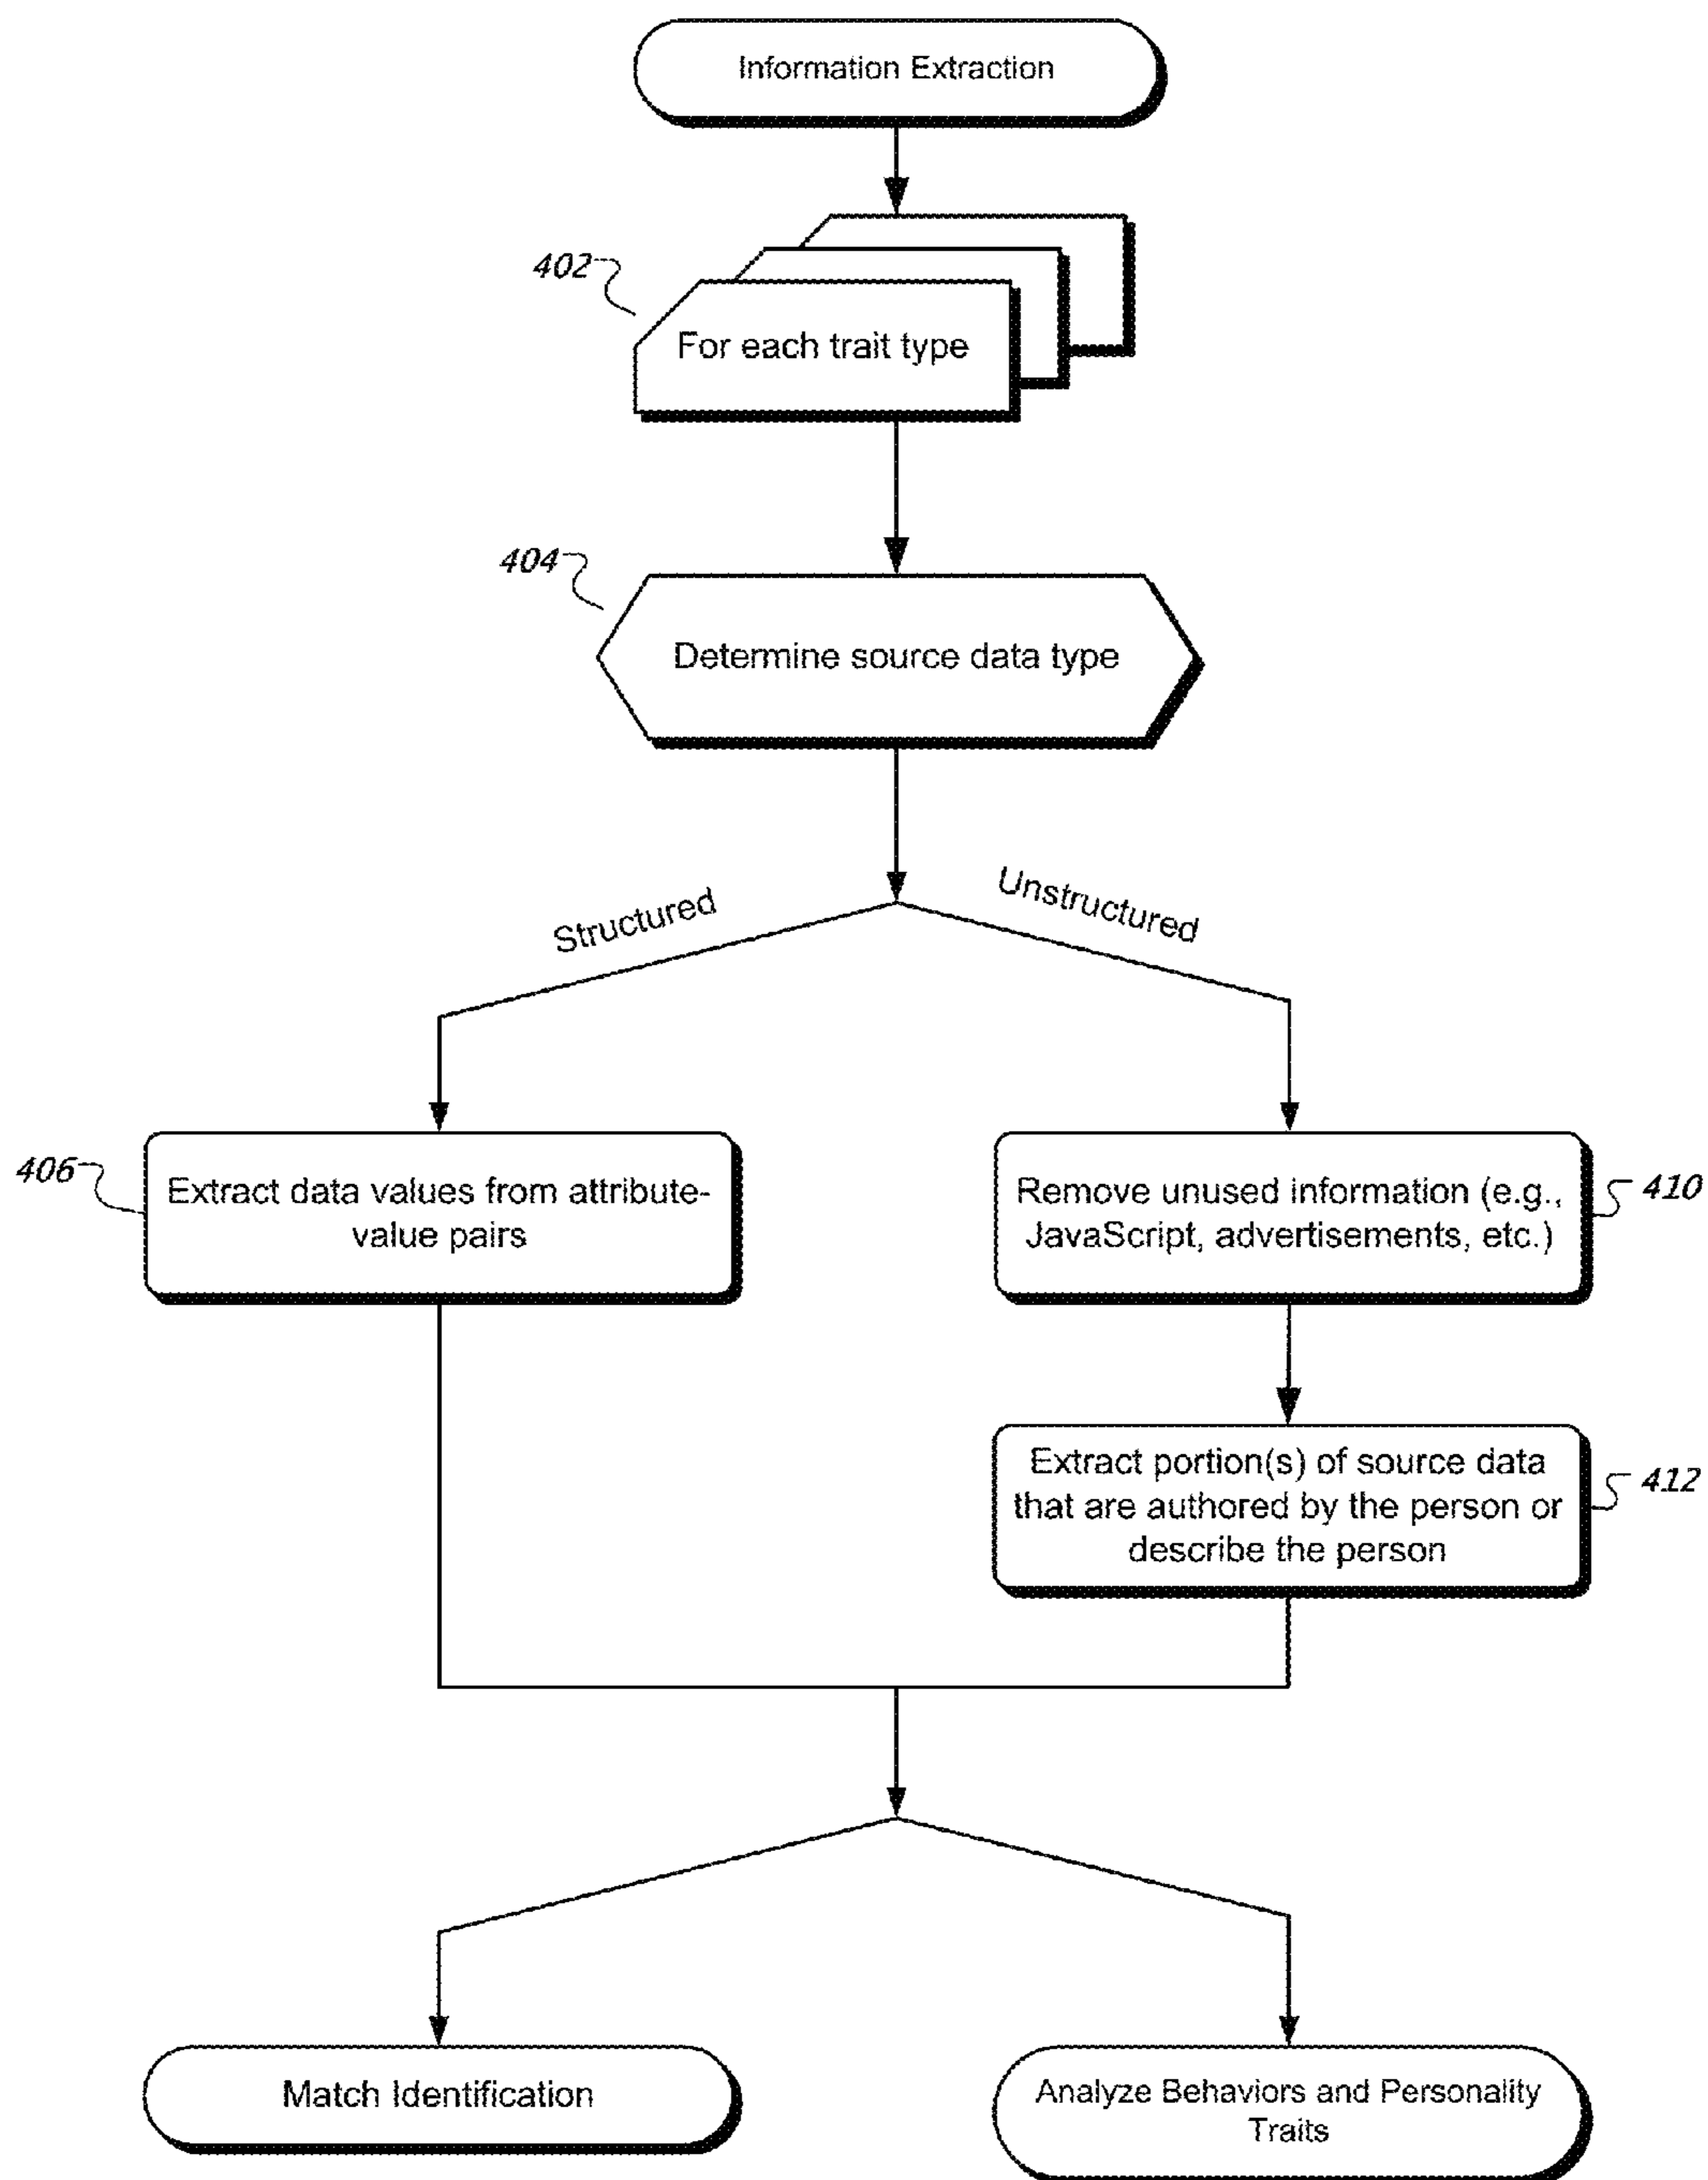 Information Extraction
402
For each trait type
404
Determine source data type
Structured
Unstructured
406
Extract data values from attribute-
value pairs
Remove unused information (e.g.,
JavaScript, advertisements, etc.)
410
Extract portion(s) of source data
that are authored by the person or
describe the person
412
Match Identification
Analyze Behaviors and Personality
Traits